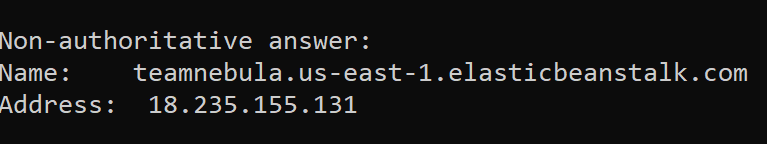 Non-authoritative answer:
Name:    teamnebula.us-east-1.elasticbeanstalk.com
Address:  18.235.155.131